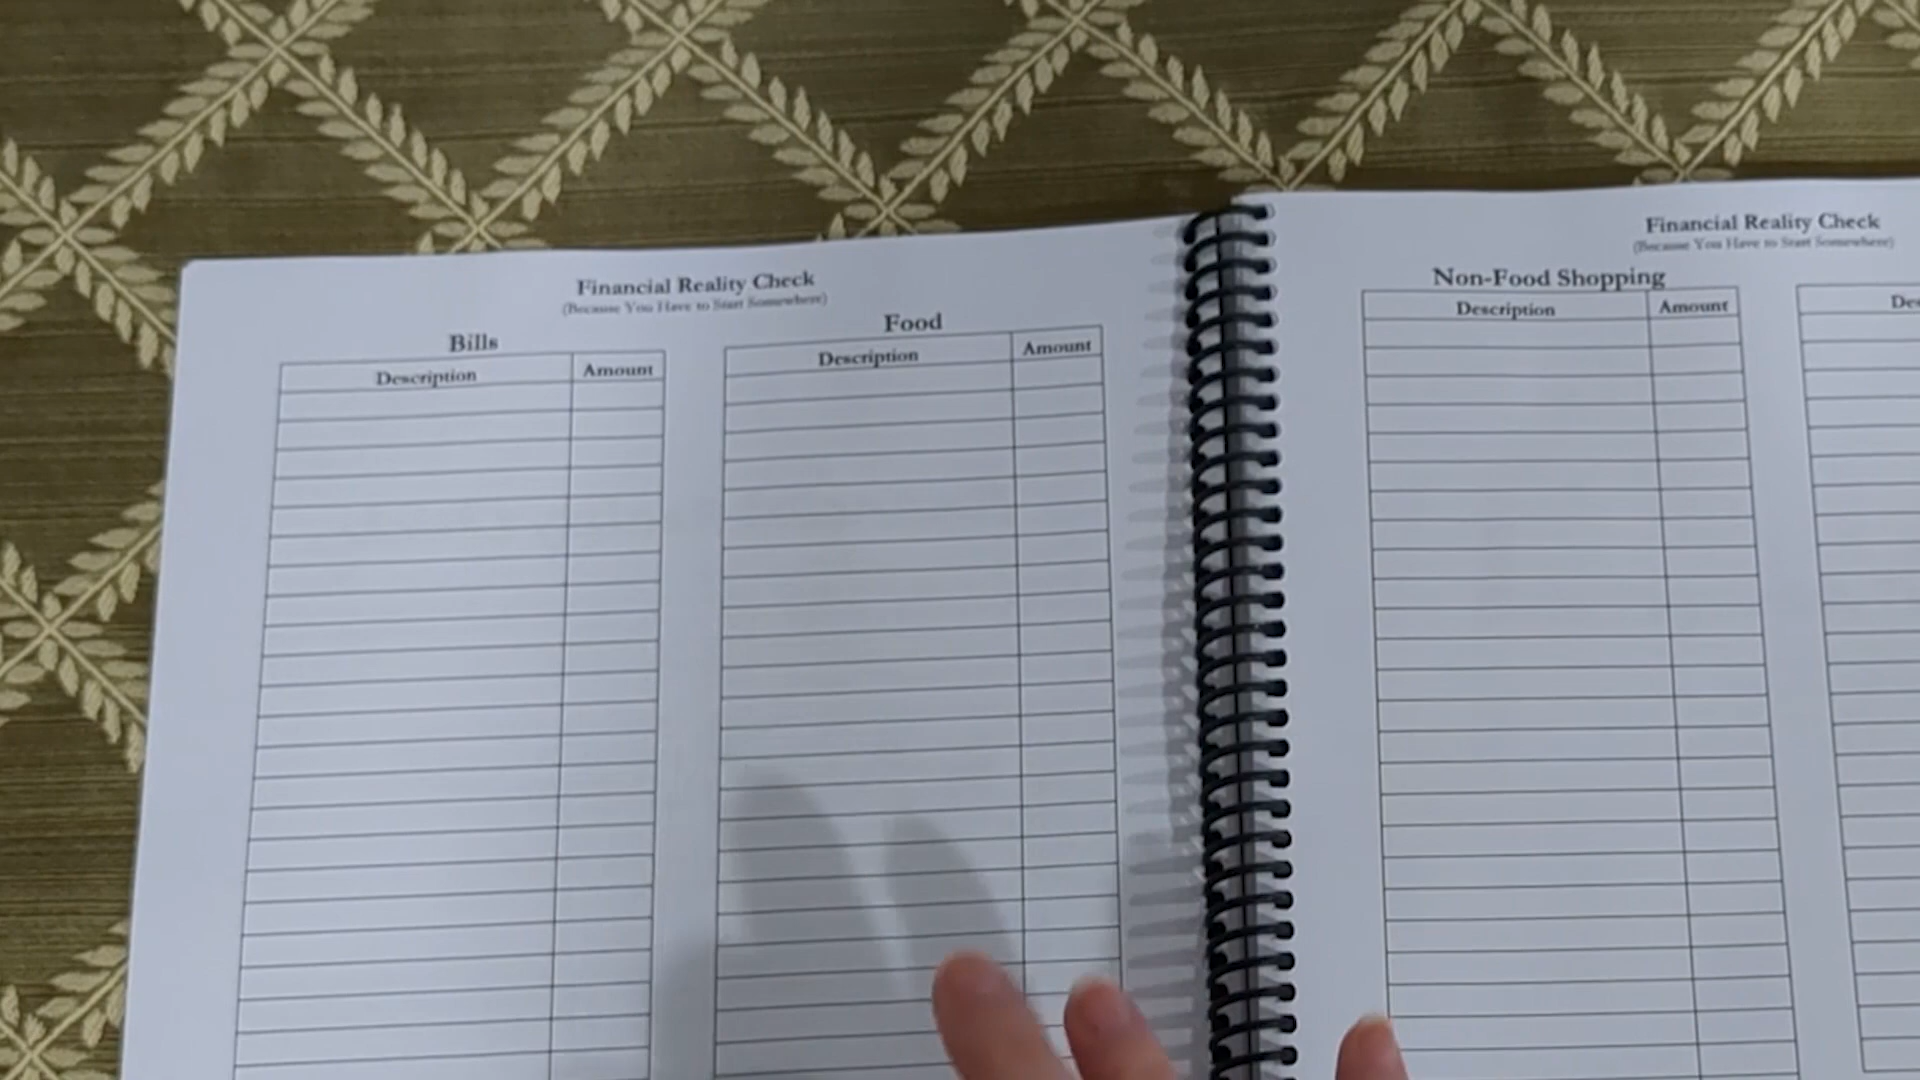 Financial Reality Check
(Because You Have to Start Somewhere)
Bills
Description Amount
Food
Description Amount
Financial Reality Check
(Because You Have to Start Somewhere)
Non-Food Shopping
Description Amount